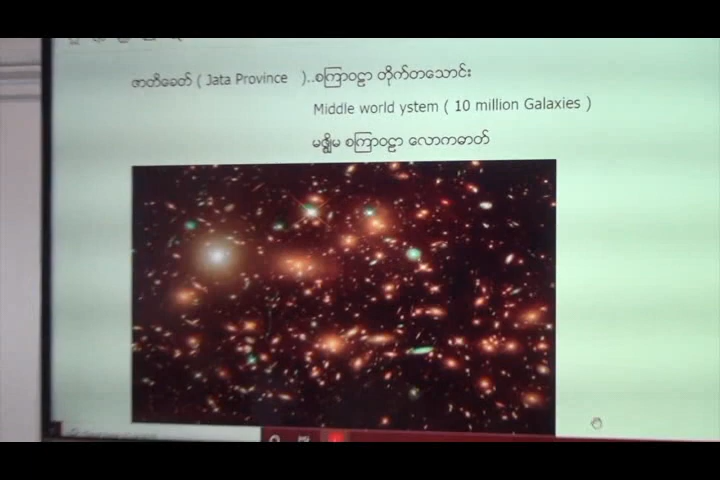 ဇာတိခေတ် ( Jata Province )..စကြာဝဠာ တိုက်တသောင်း
Middle world ystem ( 10 million Galaxies )
မဇ္ဈိမ စကြာဝဠာ လောကဓာတ်